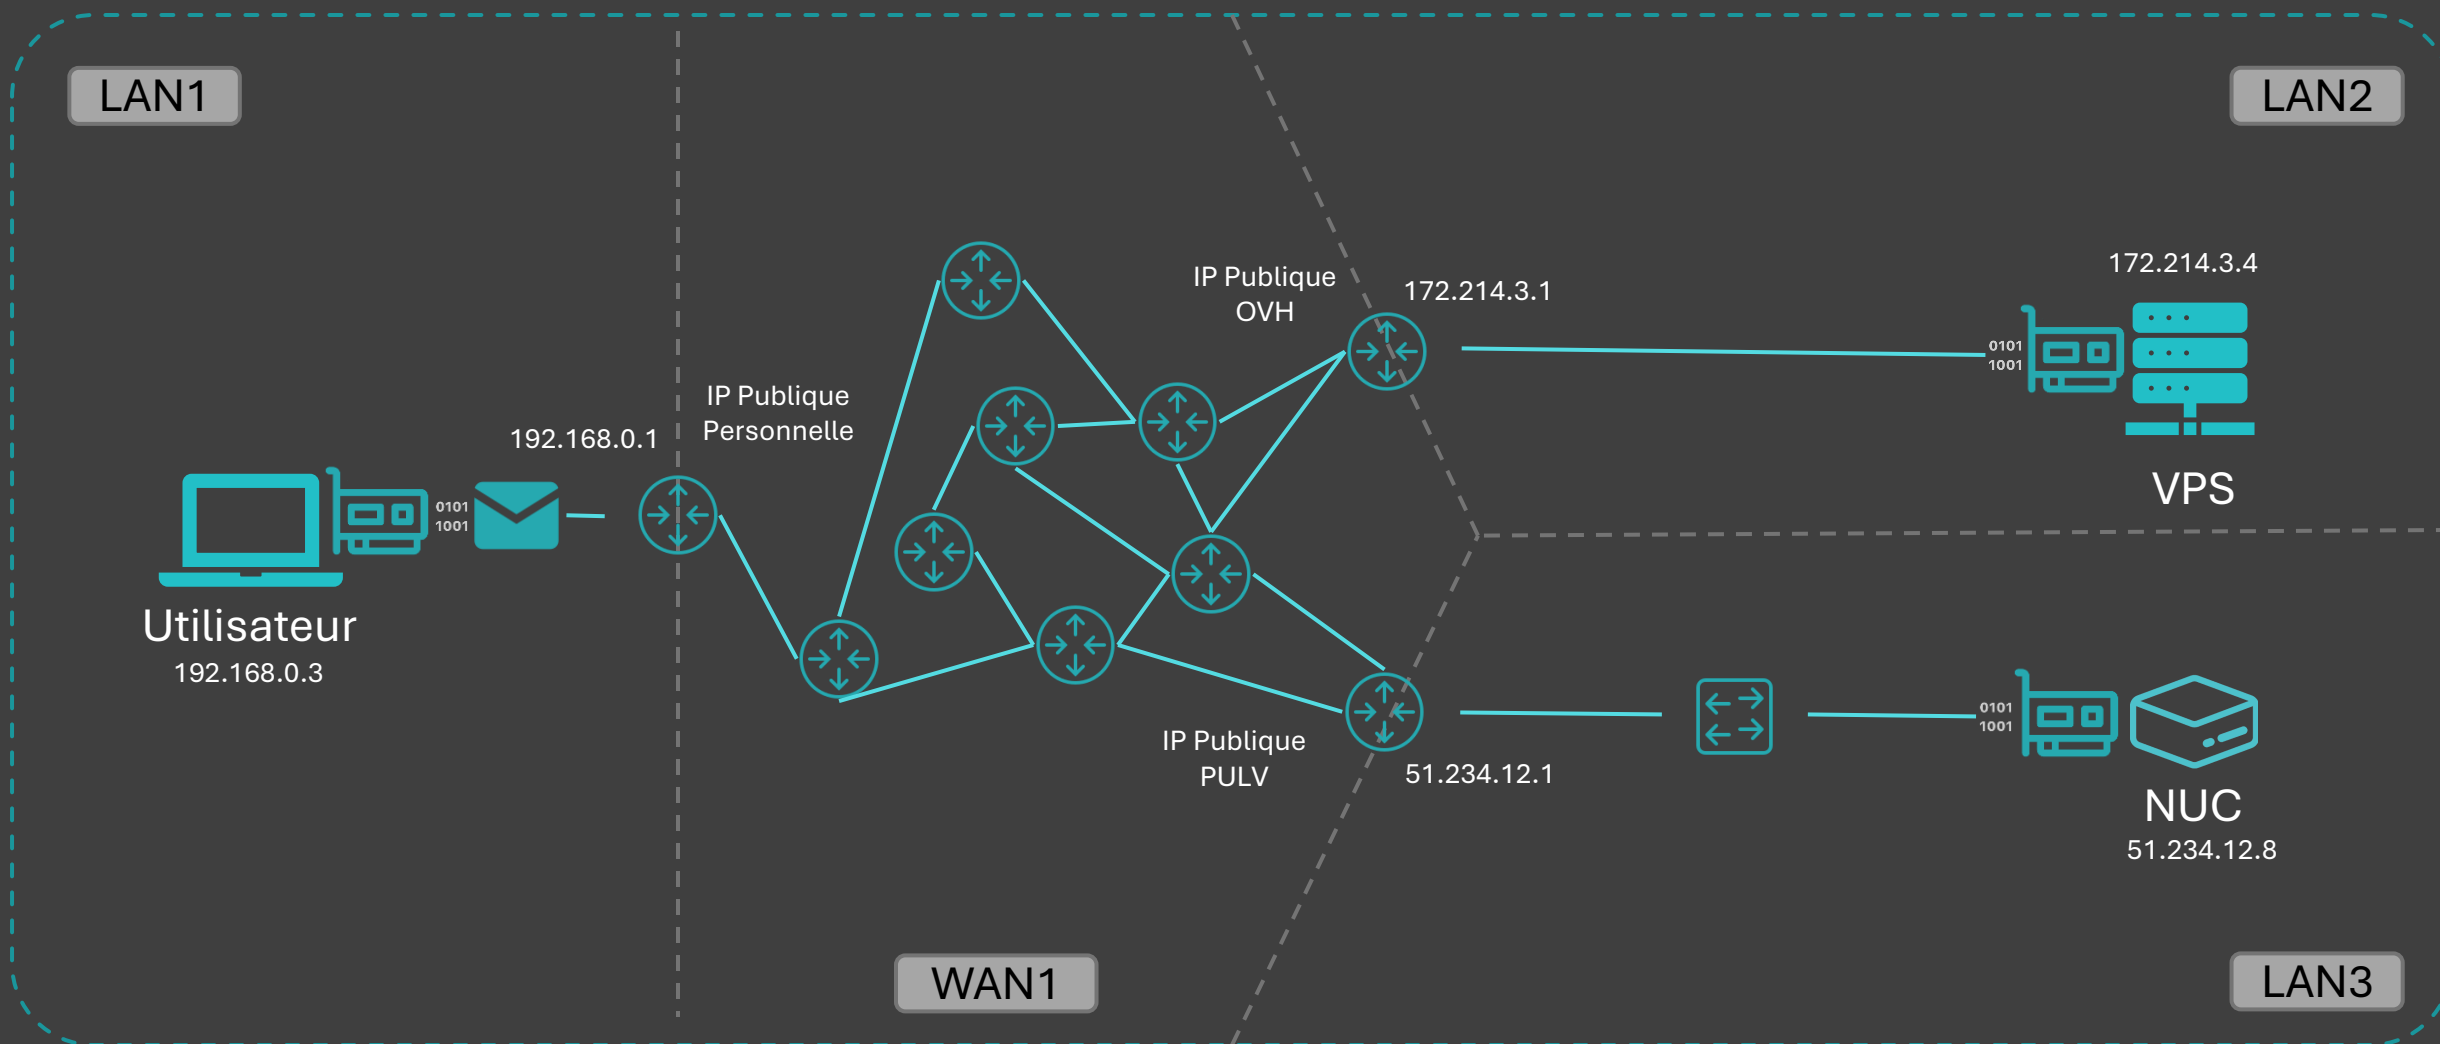 LAN1
LAN2
172.214.3.4
IP Publique
OVH
172.214.3.1
0101
1001
VPS
IP Publique
Personnelle
192.168.0.1
0101
1001
Utilisateur
192.168.0.3
IP Publique
PULV
51.234.12.1
0101
1001
NUC
51.234.12.8
WAN1
LAN3